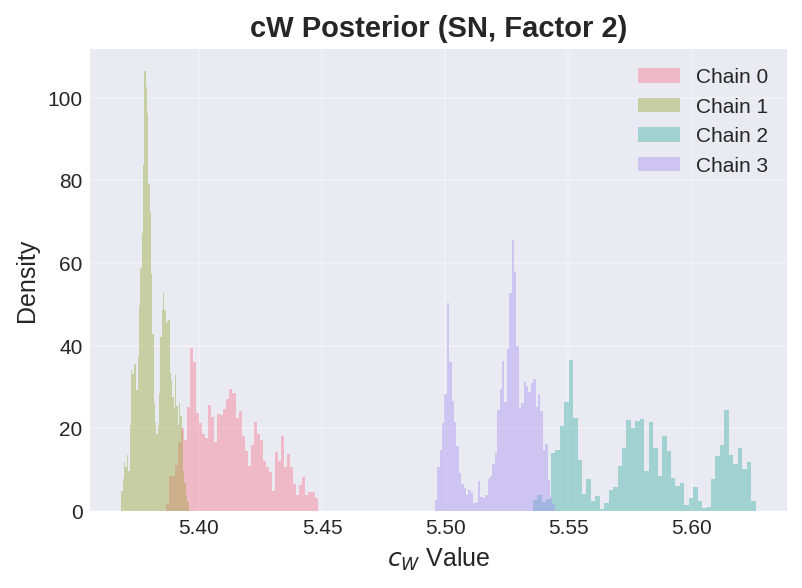 cW Posterior (SN, Factor 2)
Chain 0
Chain 1
Chain 2
Chain 3
Density
100
80
60
40
20
0
5.40 5.45 5.50 5.55 5.60
c_W Value